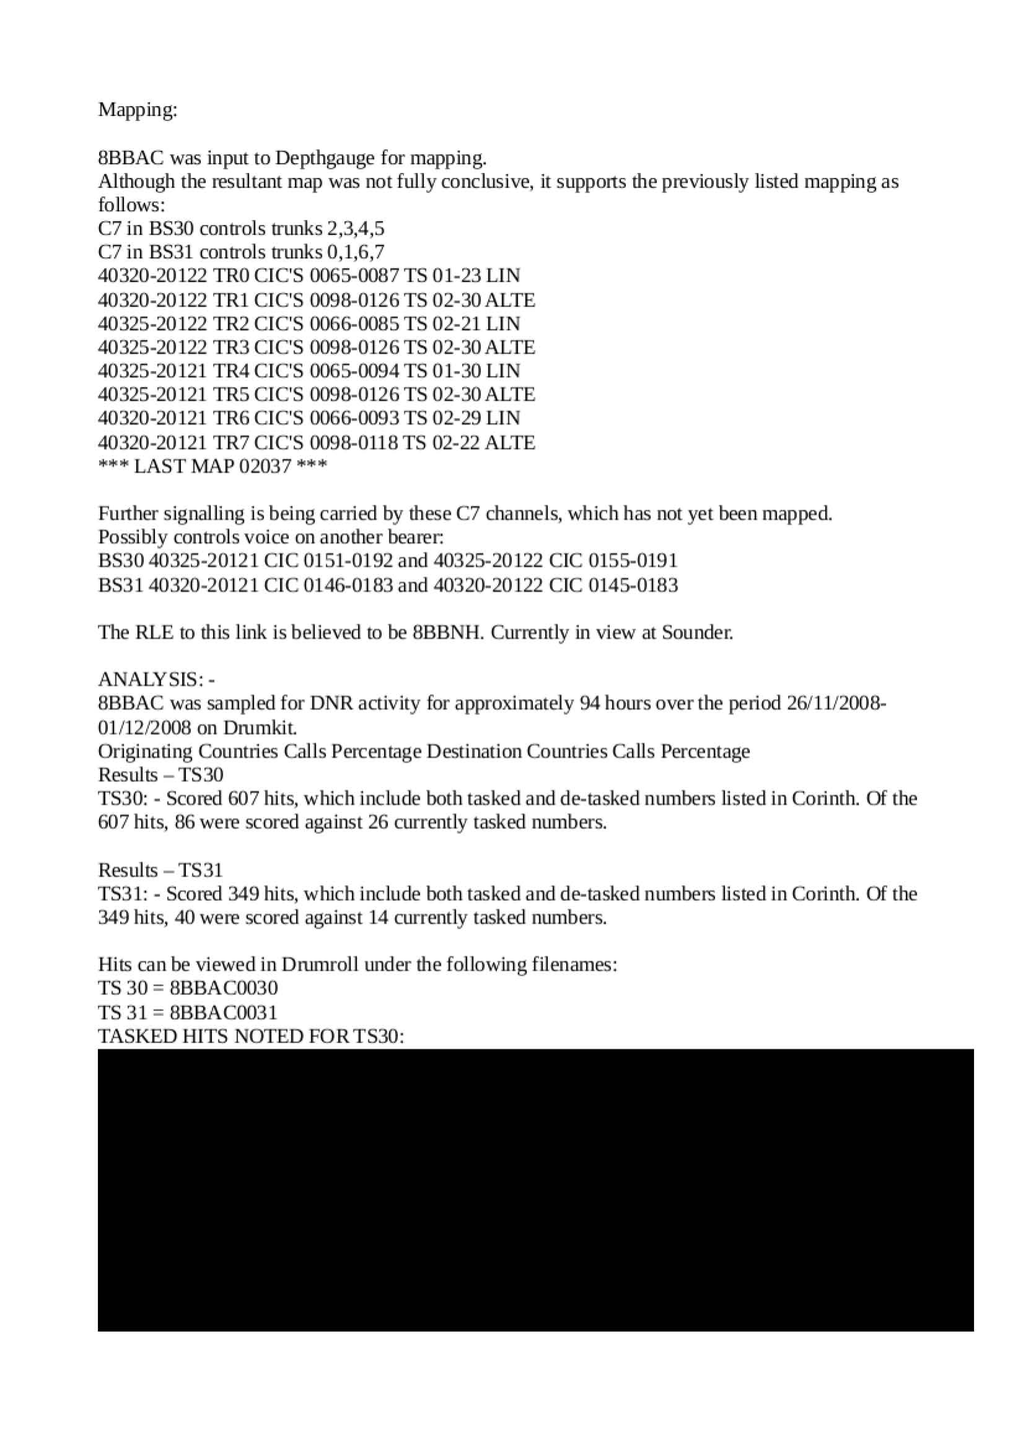 Mapping:
8BBAC was input to Depthgauge for mapping.
Although the resultant map was not fully conclusive, it supports the previously listed mapping as
follows:
C7 in BS30 controls trunks 2,3,4,5
C7 in BS31 controls trunks 0,1,6,7
40320-20122 TR0 CIC'S 0065-0087 TS 01-23 LIN
40320-20122 TR1 CIC'S 0098-0126 TS 02-30 ALTE
40325-20122 TR2 CIC'S 0066-0085 TS 02-21 LIN
40325-20122 TR3 CIC'S 0098-0126 TS 02-30 ALTE
40325-20121 TR4 CIC'S 0065-0094 TS 01-30 LIN
40325-20121 TR5 CIC'S 0098-0126 TS 02-30 ALTE
40320-20121 TR6 CIC'S 0066-0093 TS 02-29 LIN
40320-20121 TR7 CIC'S 0098-0118 TS 02-22 ALTE
*** LAST MAP 02037 ***
Further signalling is being carried by these C7 channels, which has not yet been mapped.
Possibly controls voice on another bearer:
BS30 40325-20121 CIC 0151-0192 and 40325-20122 CIC 0155-0191
BS31 40320-20121 CIC 0146-0183 and 40320-20122 CIC 0145-0183
The RLE to this link is believed to be 8BBNH. Currently in view at Sounder.
ANALYSIS: -
8BBAC was sampled for DNR activity for approximately 94 hours over the period 26/11/2008-
01/12/2008 on Drumkit.
Originating Countries Calls Percentage Destination Countries Calls Percentage
Results – TS30
TS30: - Scored 607 hits, which include both tasked and de-tasked numbers listed in Corinth. Of the
607 hits, 86 were scored against 26 currently tasked numbers.
Results – TS31
TS31: - Scored 349 hits, which include both tasked and de-tasked numbers listed in Corinth. Of the
349 hits, 40 were scored against 14 currently tasked numbers.
Hits can be viewed in Drumroll under the following filenames:
TS 30 = 8BBAC0030
TS 31 = 8BBAC0031
TASKED HITS NOTED FOR TS30: